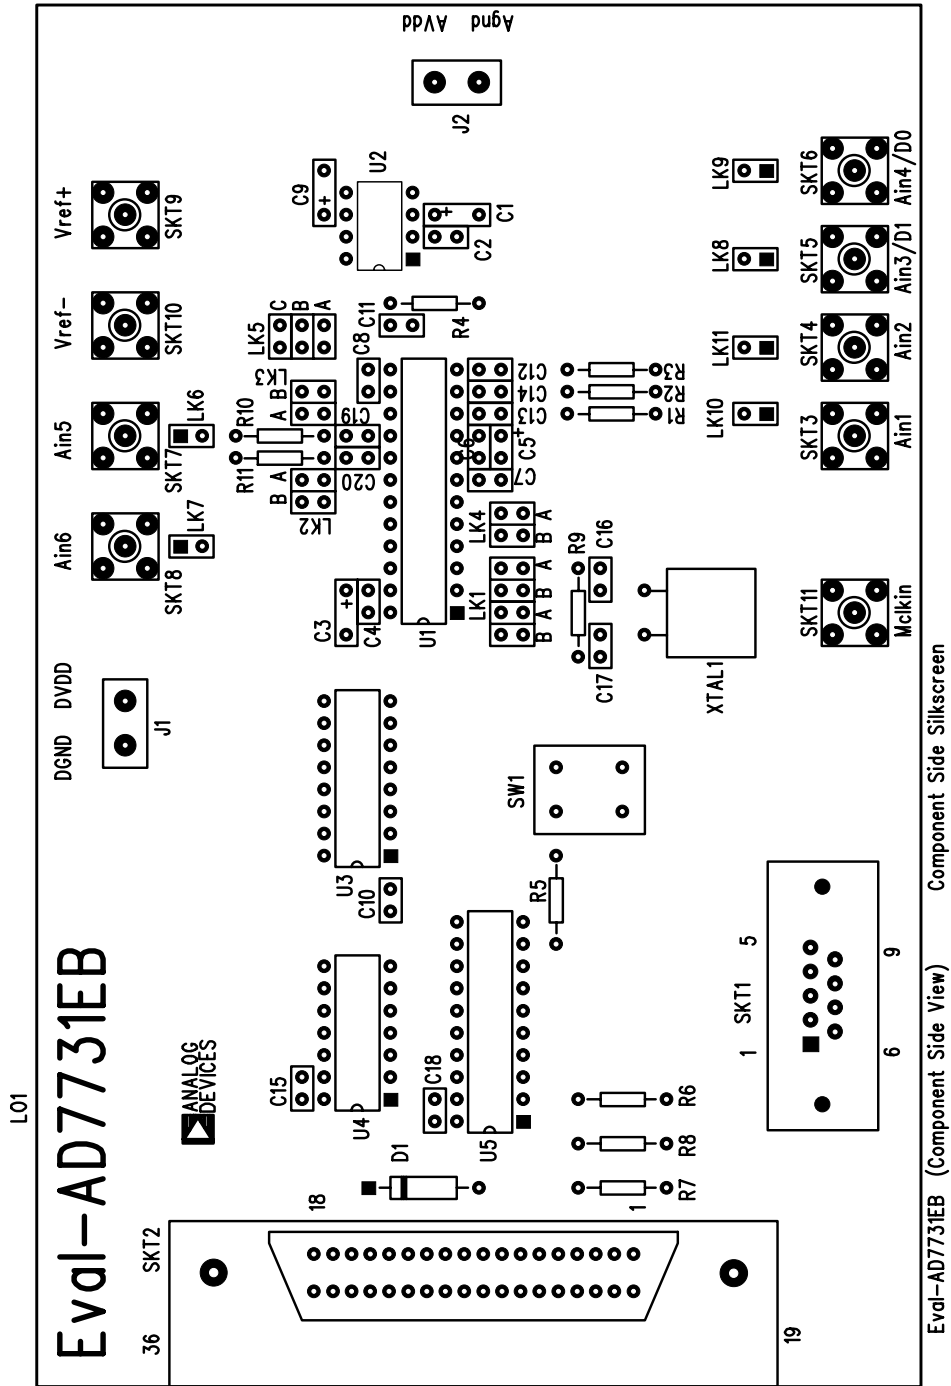 L01
Eval-AD7731EB
ANALOG
DEVICES
DGND
DVDD
J1
Ain6
SKT8
LK7
Ain5
SKT7
LK6
Vref-
SKT10
Vref+
SKT9
AVdd
Agnd
J2
U2
C9
+
C1
+
C2
R4
C11
C8
LK5
C
B
A
LK3
B
A
R10
R11
C19
C20
A
B
LK2
C3
+
C4
U1
C12
C14
C13
C6
C5
+
C7
R3
R2
R1
LK4
A
B
LK1
A
B
A
B
R9
C16
C17
XTAL1
U3
C10
SW1
R5
C15
U4
C18
U5
D1
R6
R8
R7
SKT2
36
18
1
19
SKT1
1
5
6
9
LK9
SKT6
Ain4/D0
LK8
SKT5
Ain3/D1
LK11
SKT4
Ain2
LK10
SKT3
Ain1
SKT11
Mclkin
Eval-AD7731EB (Component Side View)
Component Side Silkscreen